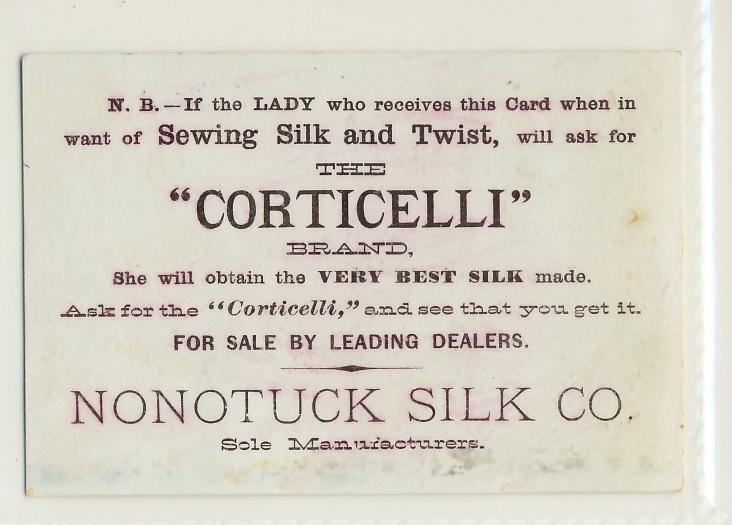 N. B.—If the LADY who receives this Card when in
want of Sewing Silk and Twist, will ask for
THE
“CORTICELLI”
BRAND,
She will obtain the VERY BEST SILK made.
Ask for the “Corticelli,” and see that you get it.
FOR SALE BY LEADING DEALERS.
NONOTUCK SILK CO.
Sole Manufacturers.